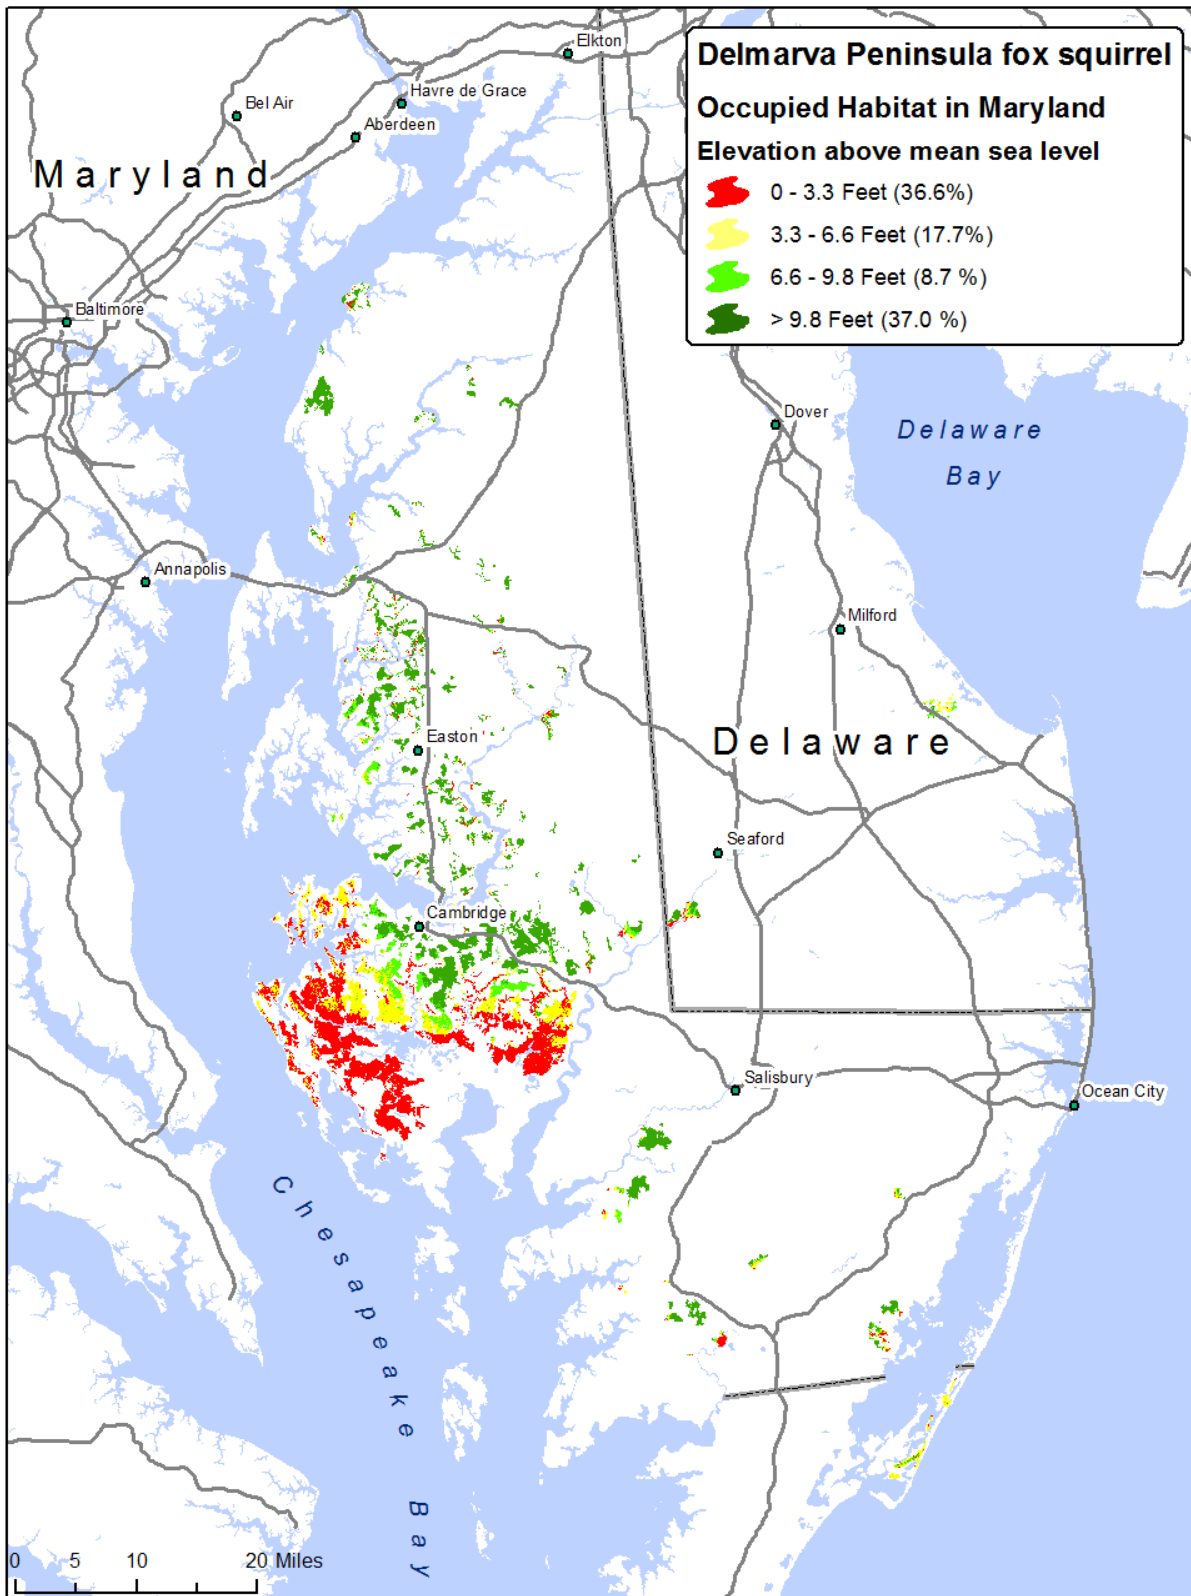 Delmarva Peninsula fox squirrel
Occupied Habitat in Maryland
Elevation above mean sea level
0 - 3.3 Feet (36.6%)
3.3 - 6.6 Feet (17.7%)
6.6 - 9.8 Feet (8.7 %)
> 9.8 Feet (37.0 %)
Elkton
Havre de Grace
Bel Air
Aberdeen
Maryland
Baltimore
Dover
Delaware
Bay
Annapolis
Milford
Easton
Delaware
Seaford
Cambridge
Salisbury
Ocean City
Chesapeake Bay
0 5 10 20 Miles